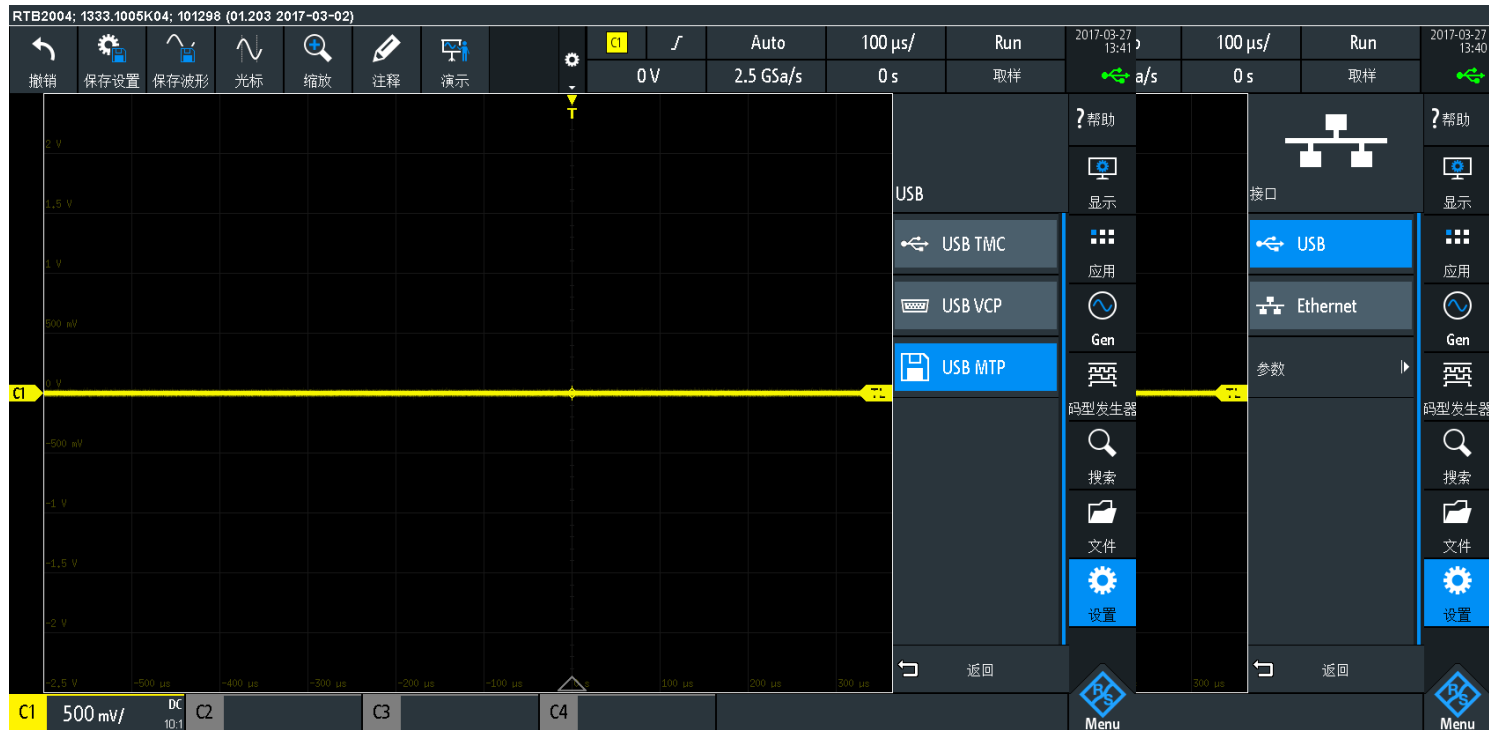 RTB2004; 1333.1005K04; 101298 (01.203 2017-03-02)
撤销
保存设置
保存波形
光标
缩放
注释
演示
C1
Auto
100 µs/
Run
2017-03-27
13:41
0 V
2.5 GSa/s
0 s
取样
100 µs/
Run
2017-03-27
13:40
a/s
0 s
取样
T
2 V
1.5 V
1 V
500 mV
0 V
C1
-500 mV
-1 V
-1.5 V
-2 V
-2.5 V
-500 µs
-400 µs
-300 µs
-200 µs
-100 µs
s
100 µs
200 µs
300 µs
TL
USB
USB TMC
USB VCP
USB MTP
返回
?帮助
显示
应用
Gen
码型发生器
搜索
文件
设置
R&S
Menu
TL
300 µs
接口
USB
Ethernet
参数
返回
?帮助
显示
应用
Gen
码型发生器
搜索
文件
设置
R&S
Menu
C1
500 mV/
DC
10:1
C2
C3
C4